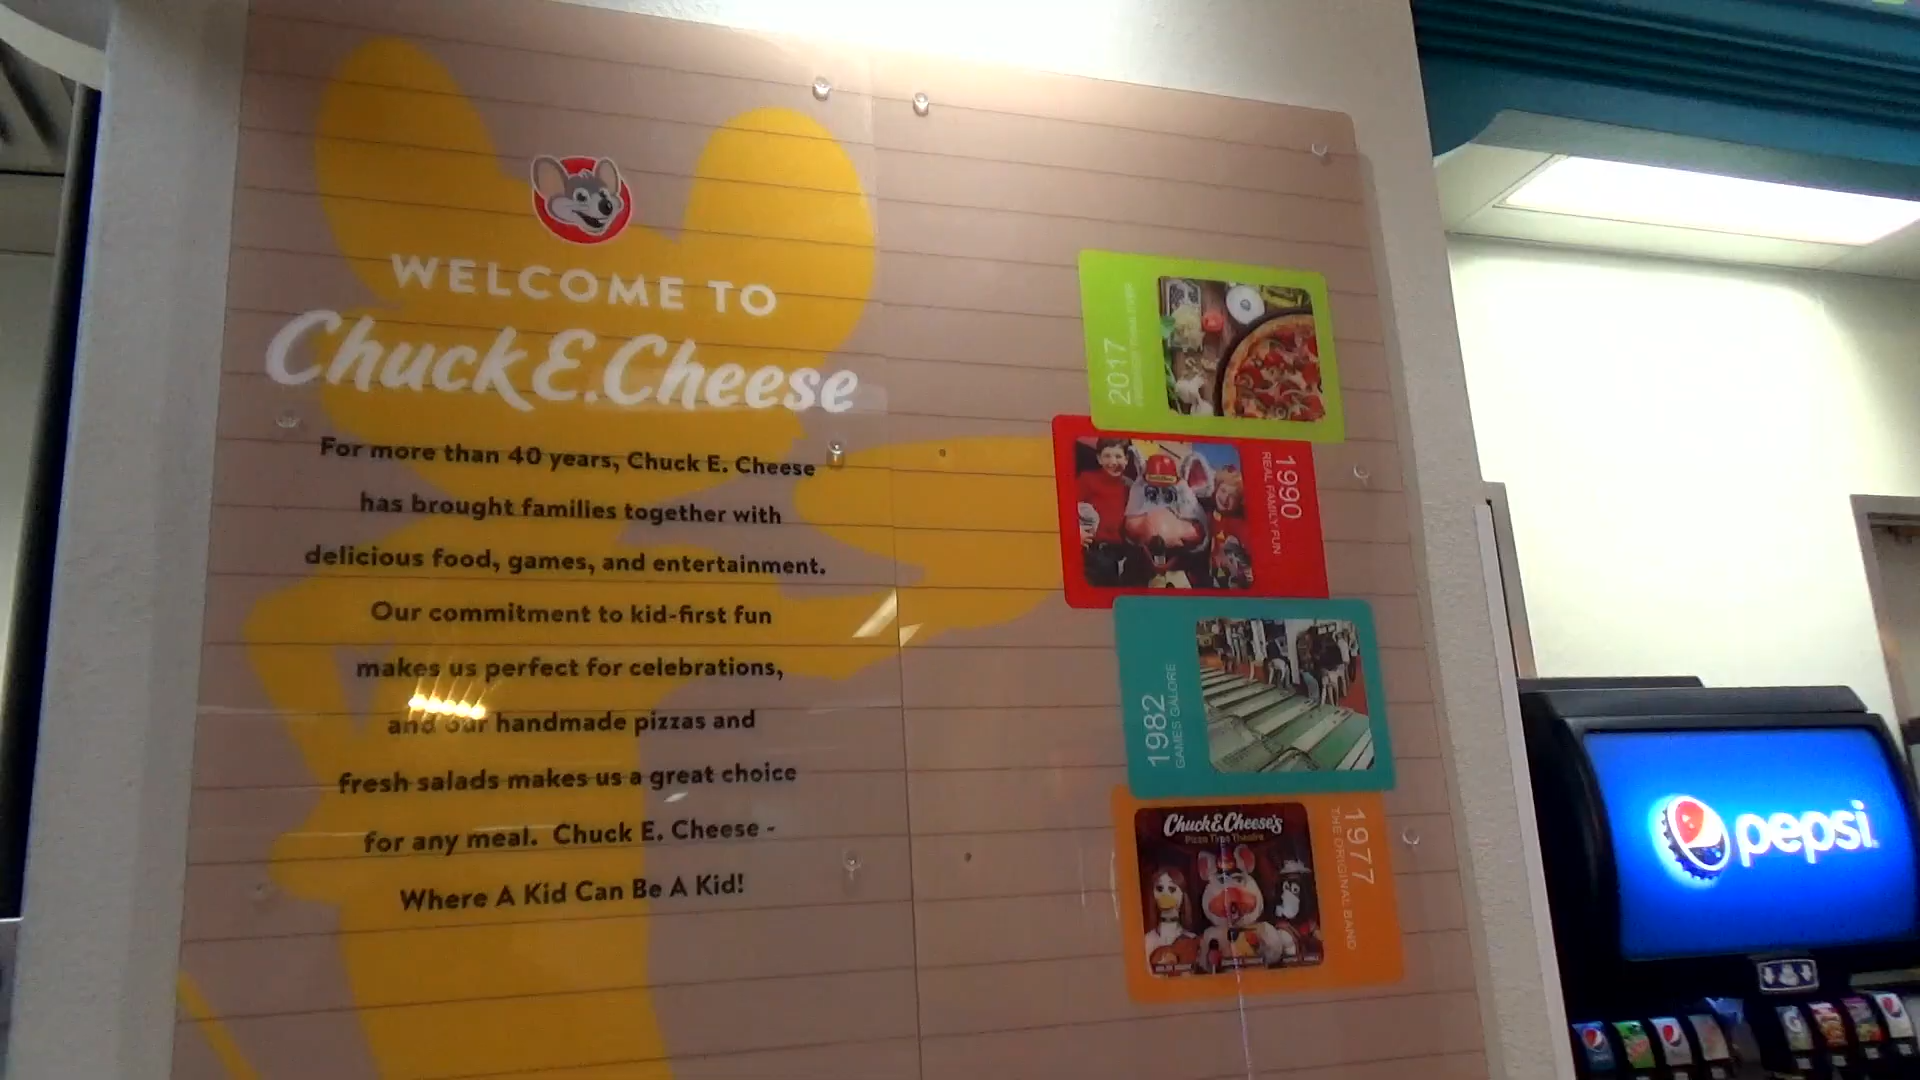 WELCOME TO
Chuck E. Cheese
For more than 40 years, Chuck E. Cheese
has brought families together with
delicious food, games, and entertainment.
Our commitment to kid-first fun
makes us perfect for celebrations,
and our handmade pizzas and
fresh salads makes us a great choice
for any meal. Chuck E. Cheese -
Where A Kid Can Be A Kid!
2017
1990
REAL FAMILY FUN
1982
GAMES GALORE
1977
THE ORIGINAL BAND
Chuck E. Cheese's
Pizza Time Theatre
pepsi